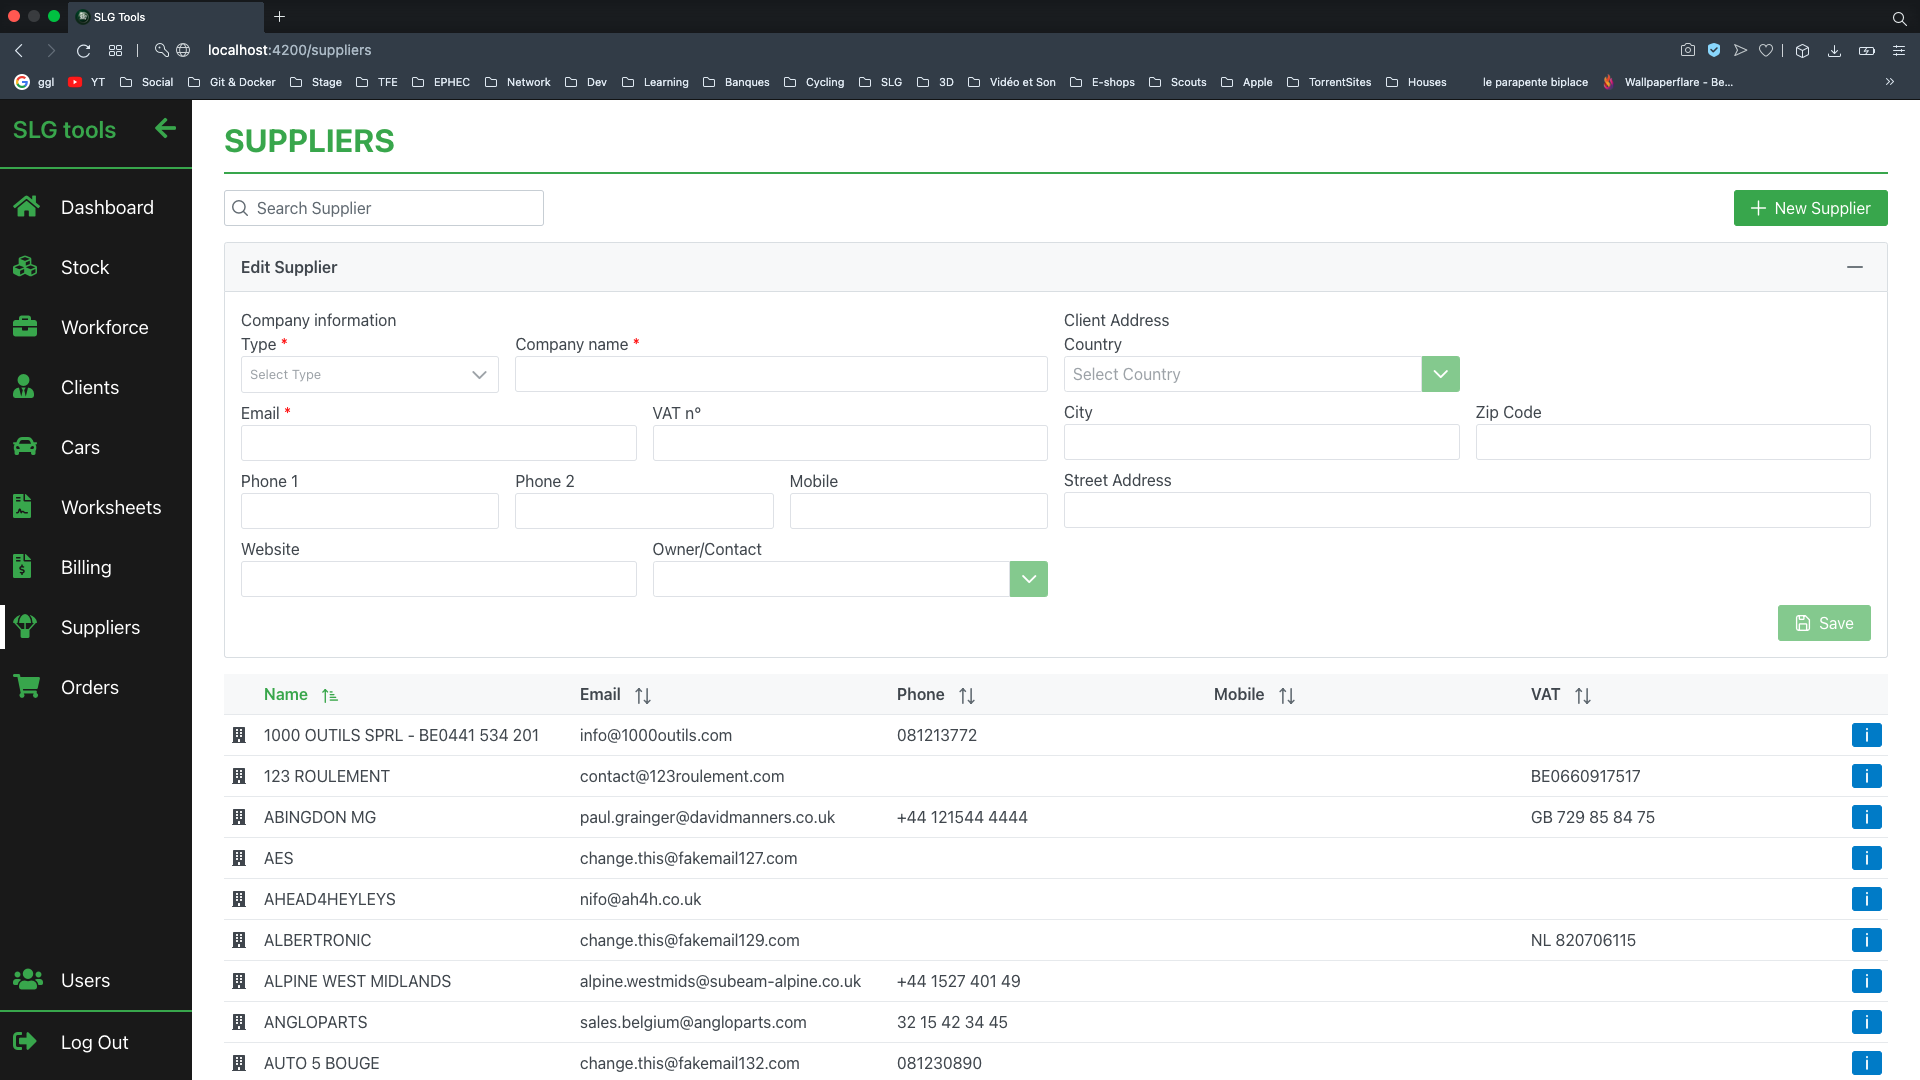 SLG Tools
localhost:4200/suppliers
ggl YT Social Git & Docker Stage TFE EPHEC Network Dev Learning Banques Cycling SLG 3D Vidéo et Son E-shops Scouts Apple TorrentSites Houses le parapente biplace Wallpaperflare - Be...
SLG tools
Dashboard
Stock
Workforce
Clients
Cars
Worksheets
Billing
Suppliers
Orders
Users
Log Out
SUPPLIERS
Search Supplier
New Supplier
Edit Supplier
Company information
Type *
Company name *
Select Type
Email *
VAT nº
Phone 1
Phone 2
Mobile
Website
Owner/Contact
Client Address
Country
Select Country
City
Zip Code
Street Address
Save
Name Email Phone Mobile VAT
1000 OUTILS SPRL - BE0441 534 201 info@1000outils.com 081213772 i
123 ROULEMENT contact@123roulement.com BE0660917517 i
ABINGDON MG paul.grainger@davidmanners.co.uk +44 121544 4444 GB 729 85 84 75 i
AES change.this@fakemail127.com i
AHEAD4HEYLEYS nifo@ah4h.co.uk i
ALBERTRONIC change.this@fakemail129.com NL 820706115 i
ALPINE WEST MIDLANDS alpine.westmids@subeam-alpine.co.uk +44 1527 401 49 i
ANGLOPARTS sales.belgium@angloparts.com 32 15 42 34 45 i
AUTO 5 BOUGE change.this@fakemail132.com 081230890 i